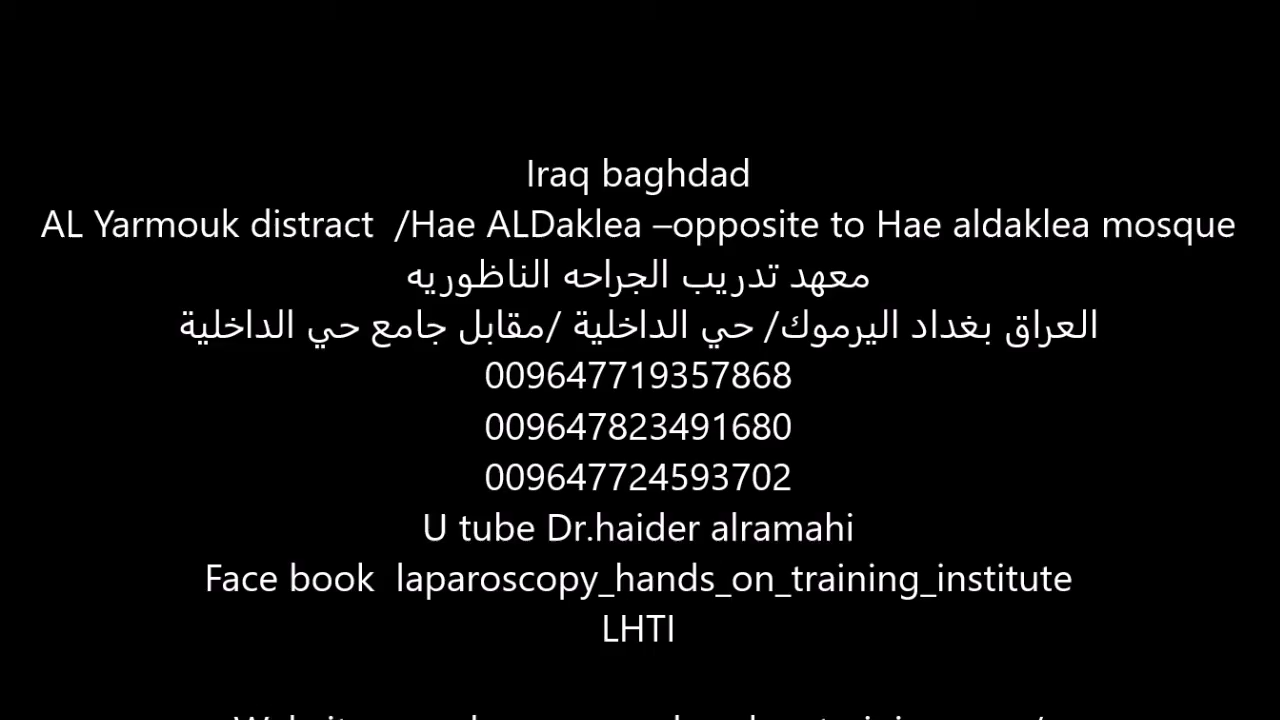 Iraq baghdad
AL Yarmouk distract /Hae ALDaklea –opposite to Hae aldaklea mosque
معهد تدريب الجراحه الناظوريه
العراق بغداد اليرموك/ حي الداخلية /مقابل جامع حي الداخلية
009647719357868
009647823491680
009647724593702
U tube Dr.haider alramahi
Face book laparoscopy_hands_on_training_institute
LHTI